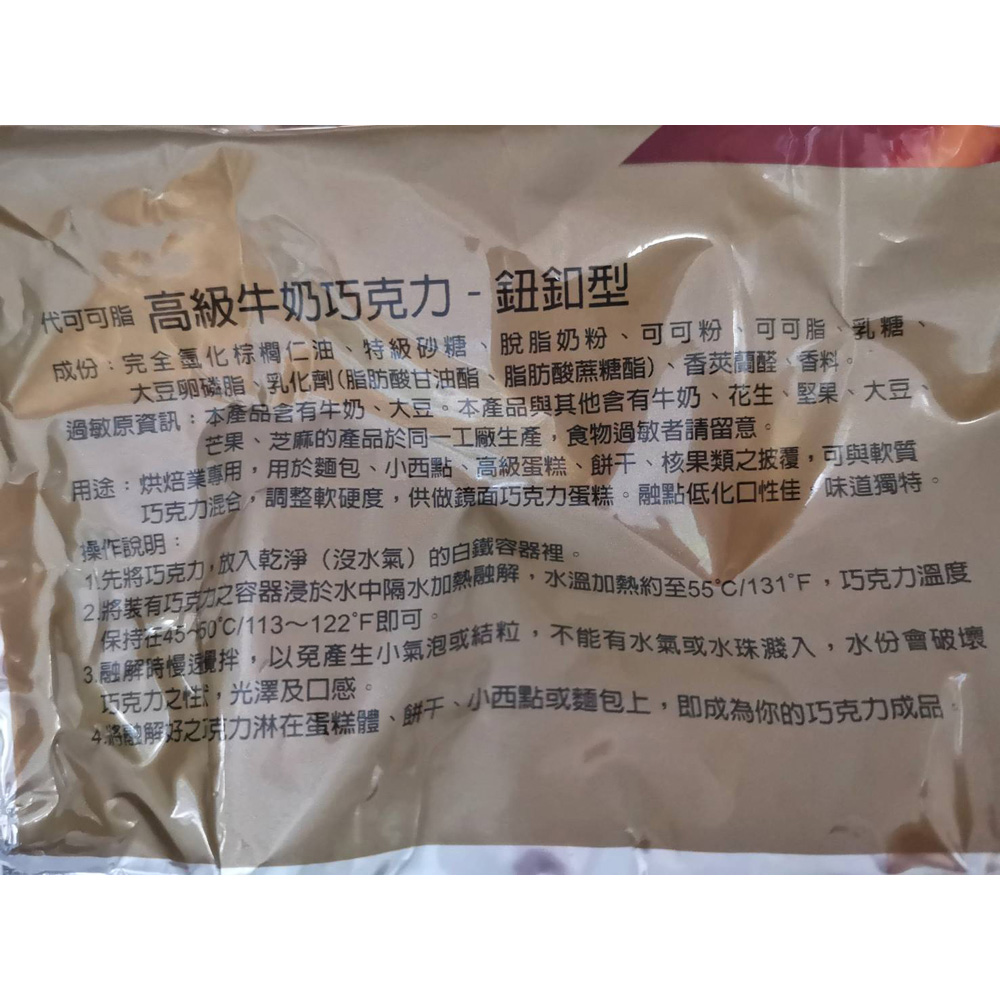 代可可脂 高級牛奶巧克力-鈕釦型
成份：完全氫化棕櫚仁油、特級砂糖、脫脂奶粉、可可粉、可可脂、乳糖、
大豆卵磷脂、乳化劑(脂肪酸甘油酯、脂肪酸蔗糖酯)、香莢蘭醛、香料。
過敏原資訊：本產品含有牛奶、大豆。本產品與其他含有牛奶、花生、堅果、大豆、
芒果、芝麻的產品於同一工廠生產，食物過敏者請留意。
用途：烘焙業專用，用於麵包、小西點、高級蛋糕、餅干、核果類之披覆，可與軟質
巧克力混合，調整軟硬度，供做鏡面巧克力蛋糕。融點低化口性佳，味道獨特。
操作說明：
1.先將巧克力，放入乾淨（沒水氣）的白鐵容器裡。
2.將裝有巧克力之容器浸於水中隔水加熱融解，水溫加熱約至55°C/131°F，巧克力溫度
保持在45~50°C/113～122°F即可。
3.融解時慢慢攪拌，以免產生小氣泡或結粒，不能有水氣或水珠濺入，水份會破壞
巧克力之性，光澤及口感。
4.將融解好之巧克力淋在蛋糕體、餅干、小西點或麵包上，即成為你的巧克力成品。